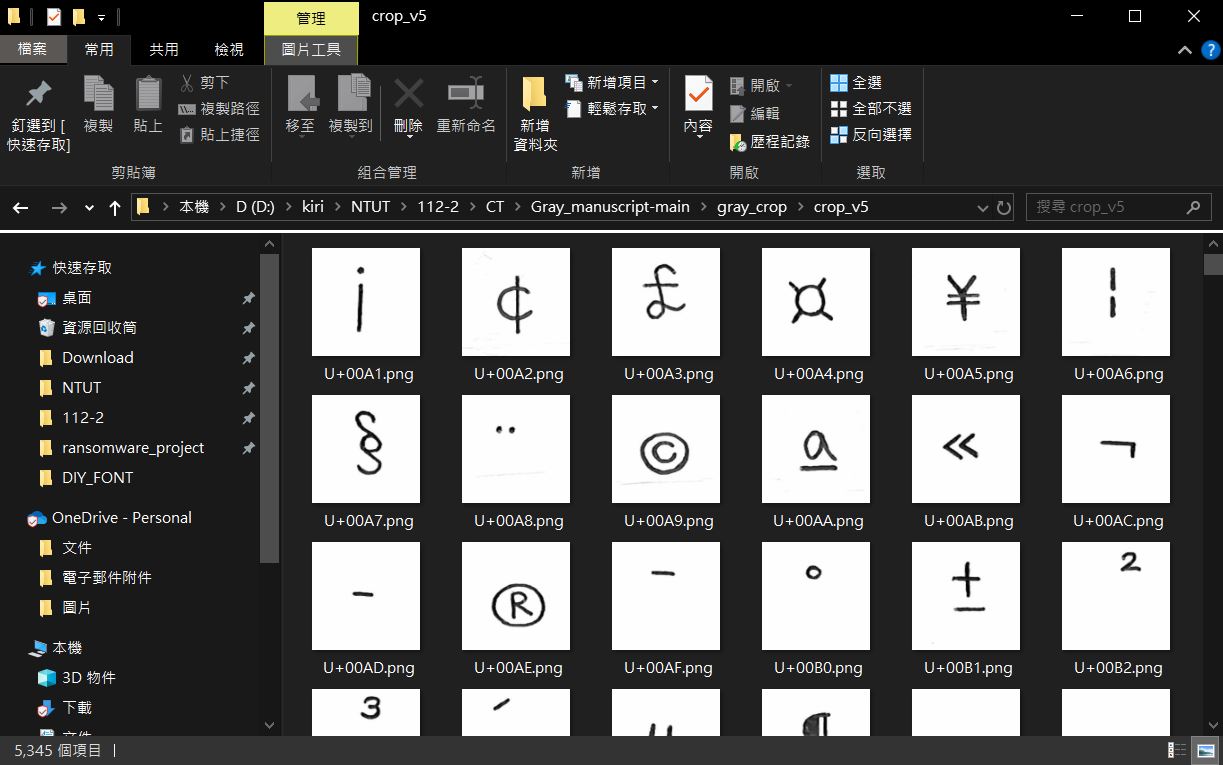 管理
crop_v5
檔案
常用
共用
檢視
圖片工具
?
釘選到 [
快速存取]
複製
貼上
剪下
複製路徑
貼上捷徑
剪貼簿
移至
複製到
刪除
重新命名
組合管理
新增
資料夾
新增項目
輕鬆存取
新增
內容
開啟
編輯
歷程記錄
開啟
全選
全部不選
反向選擇
選取
本機
D (D:)
kiri
NTUT
112-2
CT
Gray_manuscript-main
gray_crop
crop_v5
搜尋 crop_v5
快速存取
桌面
資源回收筒
Download
NTUT
112-2
ransomware_project
DIY_FONT
OneDrive - Personal
文件
電子郵件附件
圖片
本機
3D 物件
下載
文件
¡ ¢ £ ¤ ¥ ¦
U+00A1.png U+00A2.png U+00A3.png U+00A4.png U+00A5.png U+00A6.png
§ ¨ © ª « ¬
U+00A7.png U+00A8.png U+00A9.png U+00AA.png U+00AB.png U+00AC.png
- ® ¯ ° ± ²
U+00AD.png U+00AE.png U+00AF.png U+00B0.png U+00B1.png U+00B2.png
³ ´ ¶
5,345 個項目